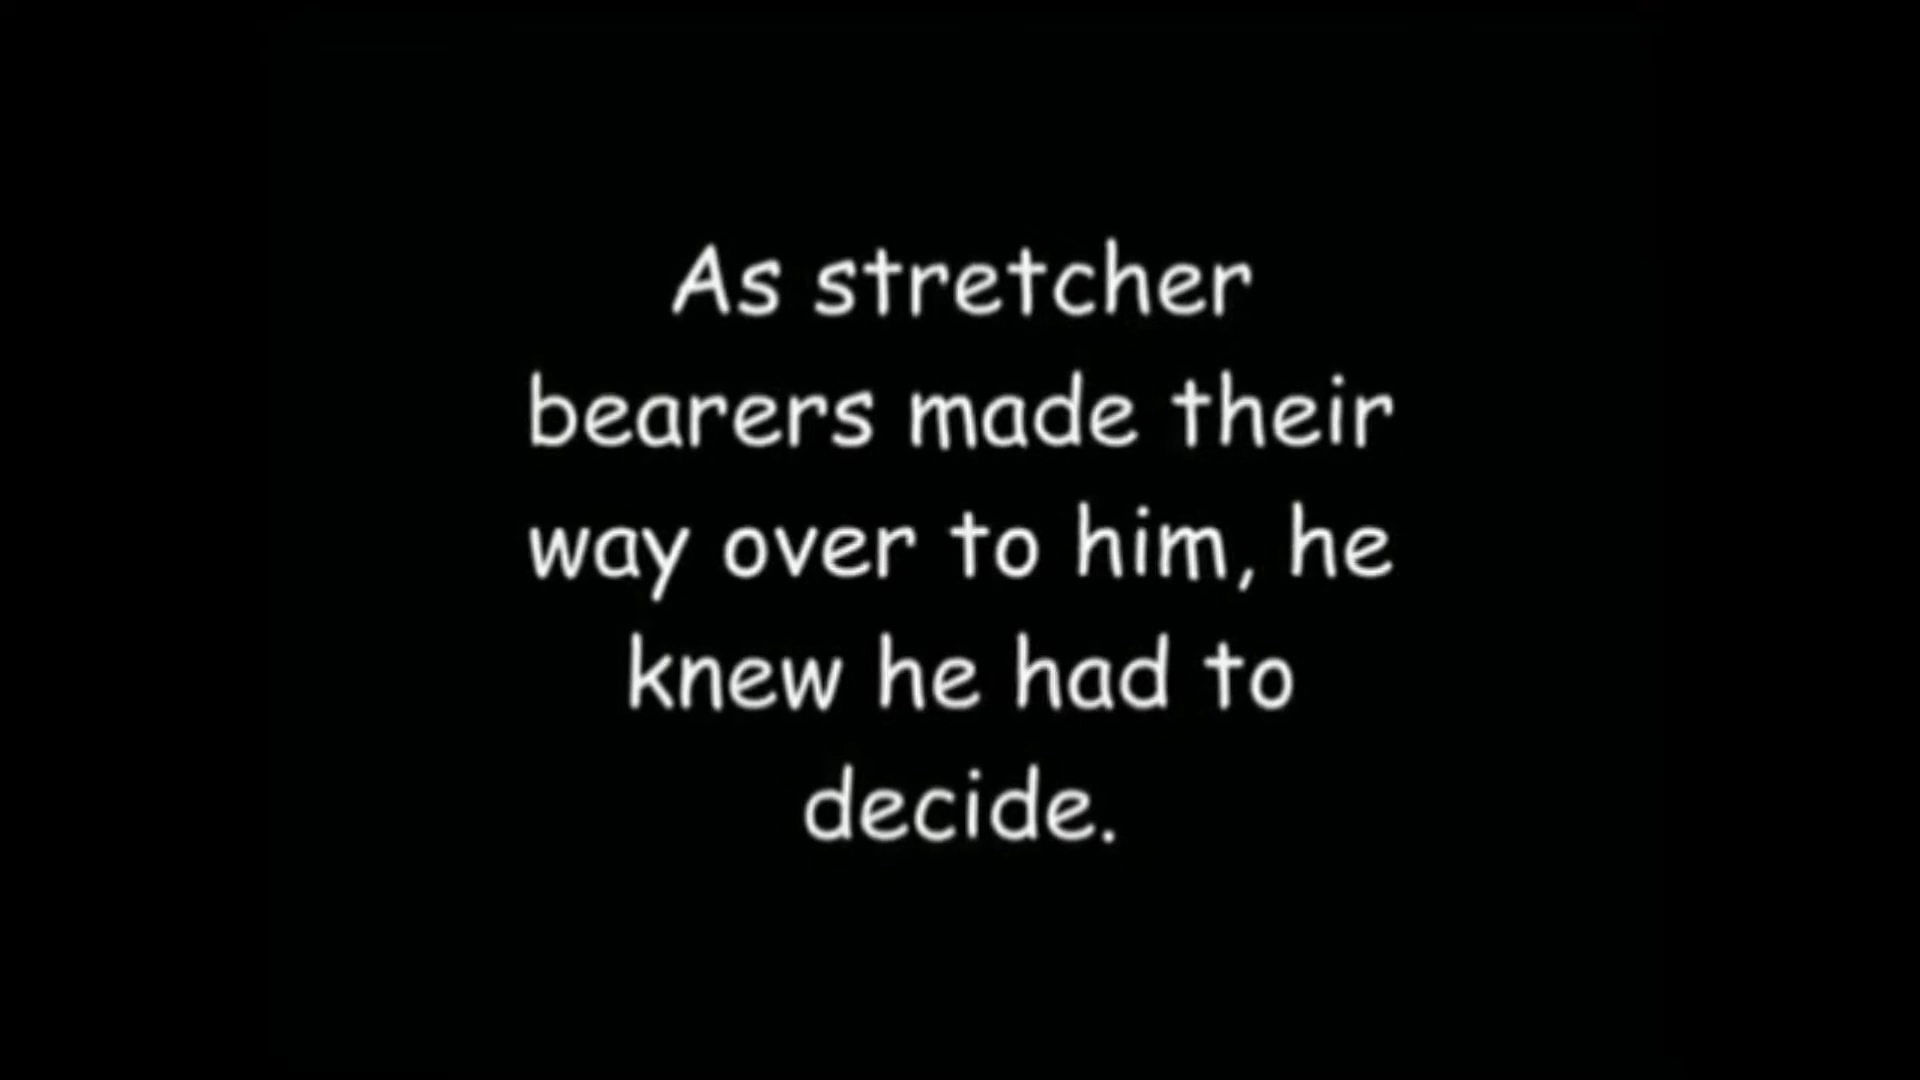 As stretcher
bearers made their
way over to him, he
knew he had to
decide.